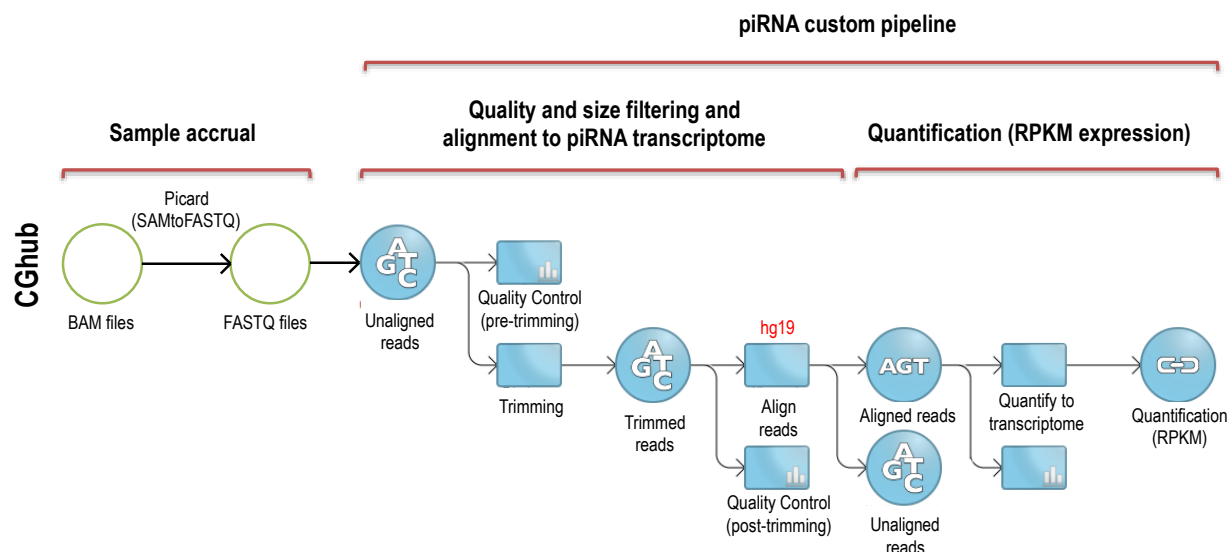 piRNA custom pipeline
Quality and size filtering and
alignment to piRNA transcriptome
Sample accrual
Quantification (RPKM expression)
CGhub
Picard
(SAMtoFASTQ)
BAM files
FASTQ files
A
G T
C
Unaligned
reads
Quality Control
(pre-trimming)
Trimming
A
G T
C
Trimmed
reads
hg19
Align
reads
Quality Control
(post-trimming)
AGT
Aligned reads
A
G T
C
Unaligned
reads
Quantify to
transcriptome
Quantification
(RPKM)